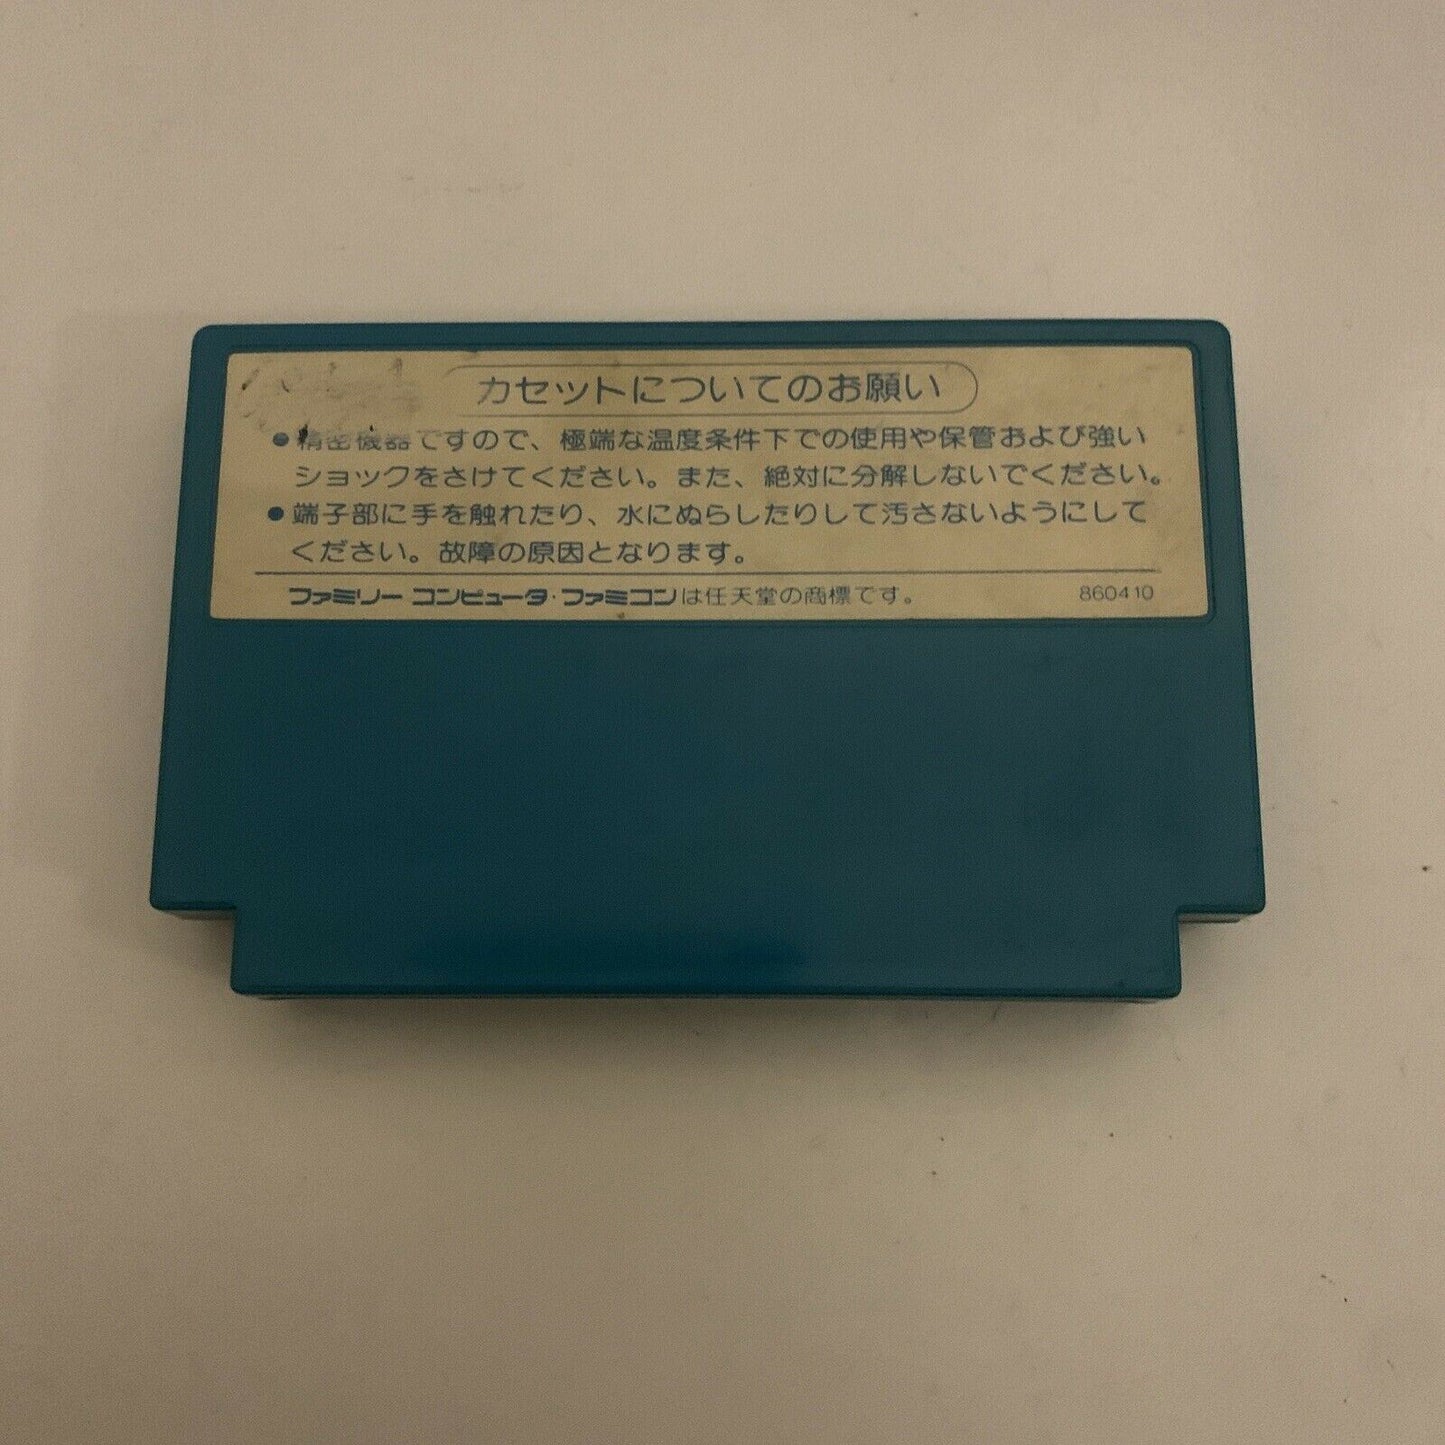 カセットについてのお願い
●精密機器ですので、極端な温度条件下での使用や保管および強い
ショックをさけてください。また、絶対に分解しないでください。
●端子部に手を触れたり、水にぬらしたりして汚さないようにして
ください。故障の原因となります。
ファミリー コンピュータ・ファミコンは任天堂の商標です。 860410